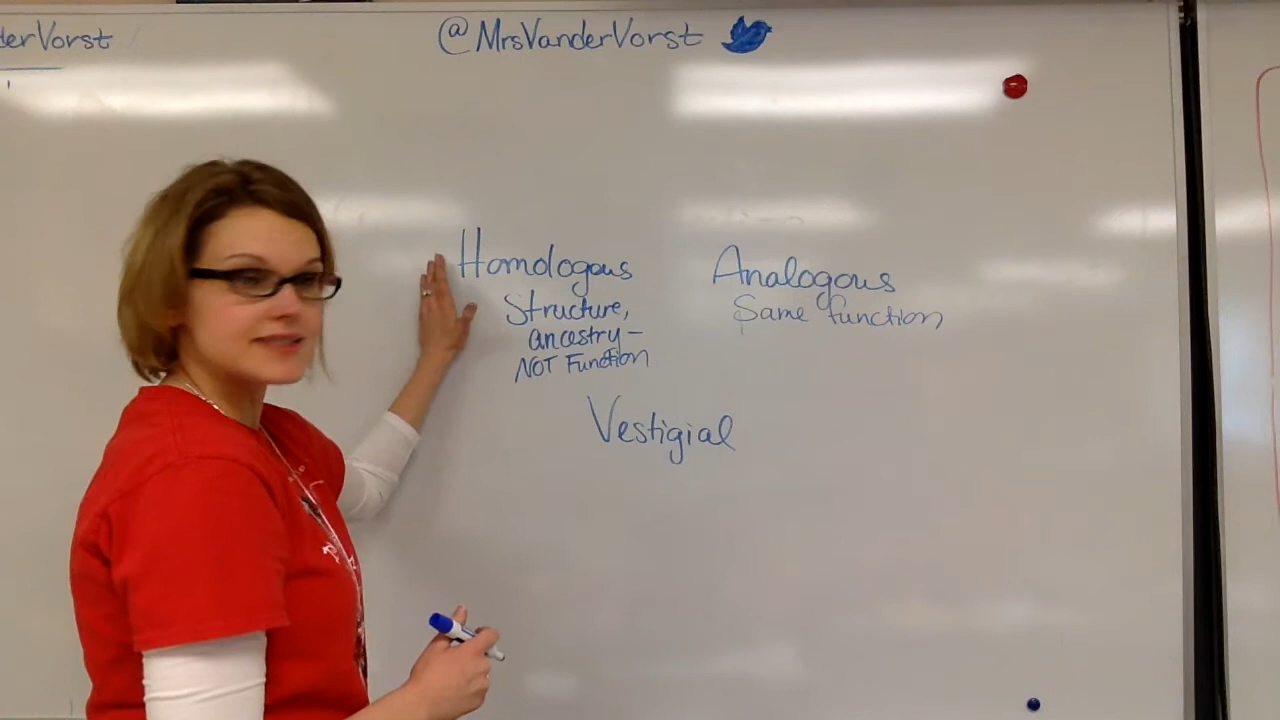 derVorst
@MrsVanderVorst
Homologous
Structure,
ancestry-
NOT Function
Analogous
Same function
Vestigial